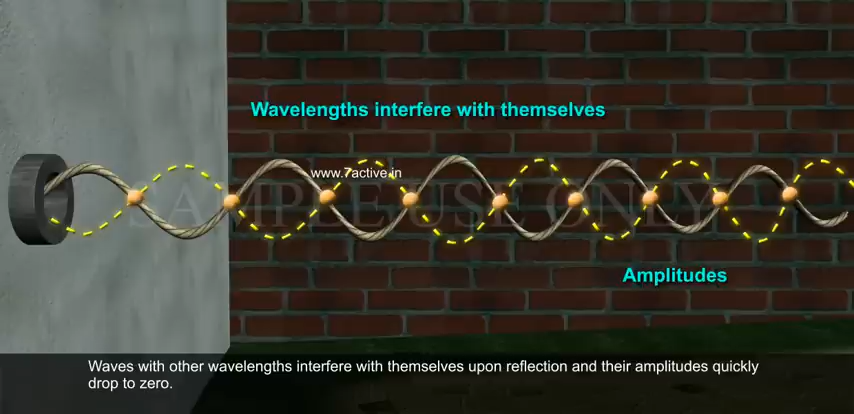 Wavelengths interfere with themselves
www.7active.in
SAMPLE USE ONLY
Amplitudes
Waves with other wavelengths interfere with themselves upon reflection and their amplitudes quickly
drop to zero.